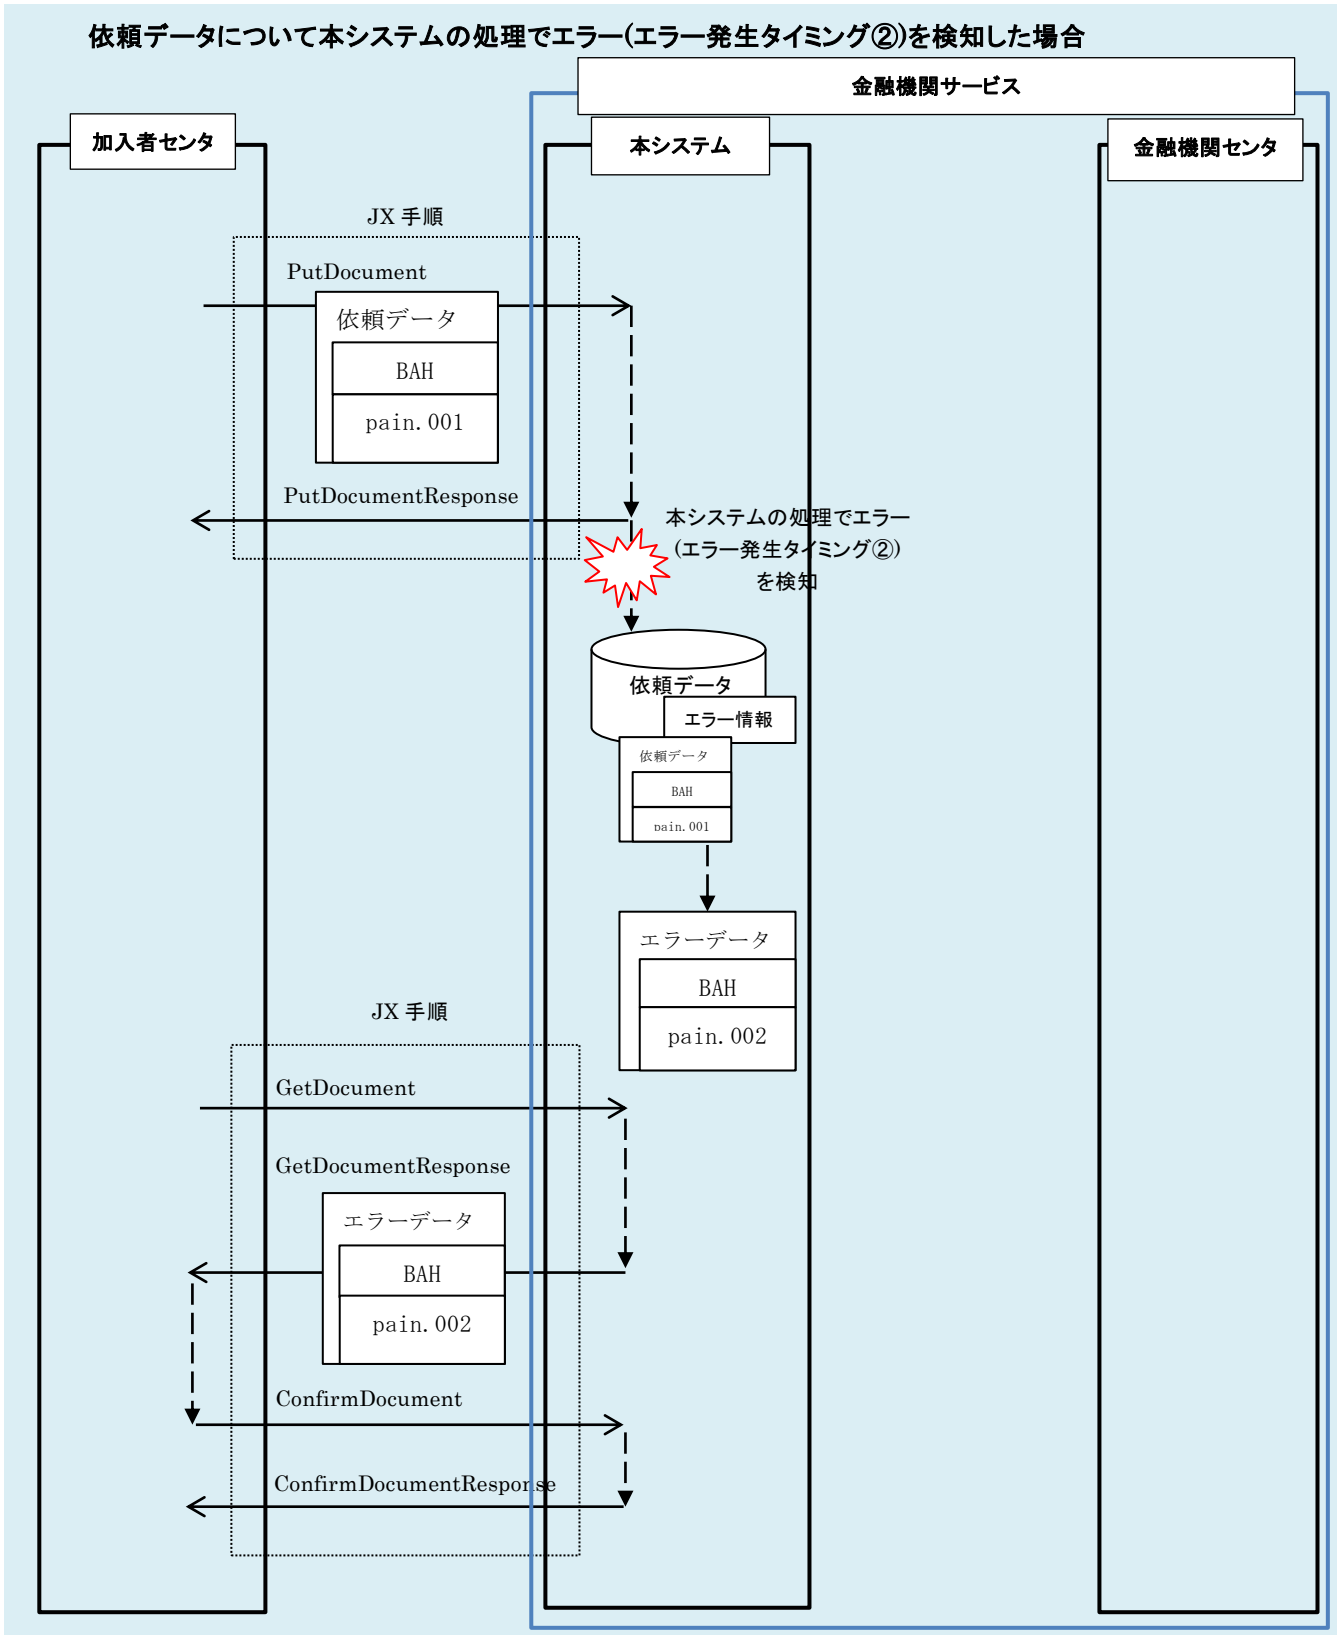 依頼データについて本システムの処理でエラー(エラー発生タイミング②)を検知した場合
金融機関サービス
加入者センタ
本システム
金融機関センタ
JX 手順
PutDocument
依頼データ
BAH
pain.001
PutDocumentResponse
本システムの処理でエラー
(エラー発生タイミング②)
を検知
依頼データ
エラー情報
依頼データ
BAH
pain.001
エラーデータ
BAH
pain.002
JX 手順
GetDocument
GetDocumentResponse
エラーデータ
BAH
pain.002
ConfirmDocument
ConfirmDocumentResponse